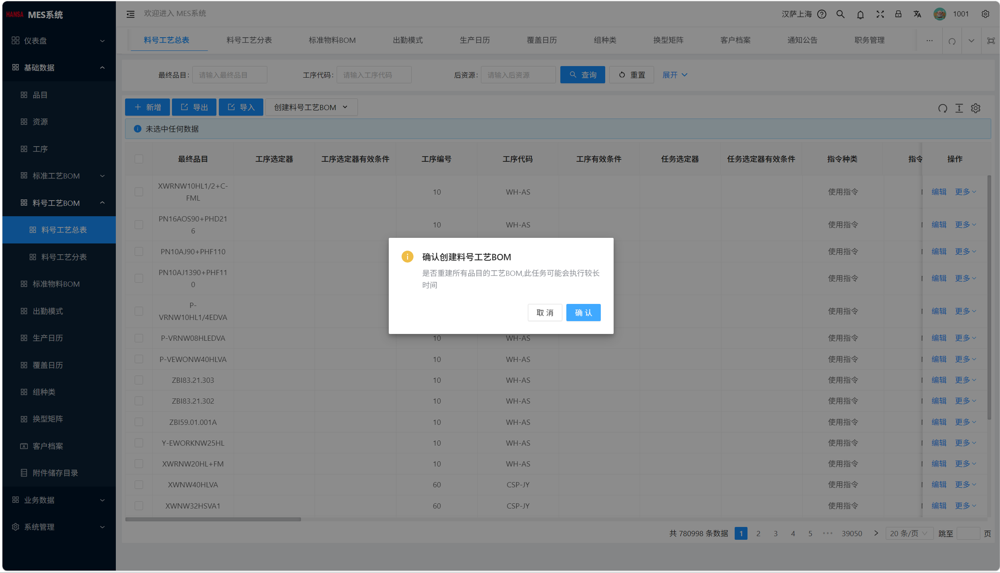 HANSA MES系统
欢迎进入 MES系统
汉萨上海
1001
仪表盘
基础数据
品目
资源
工序
标准工艺BOM
料号工艺BOM
料号工艺总表
料号工艺分表
标准物料BOM
出勤模式
生产日历
覆盖日历
组种类
换型矩阵
客户档案
附件储存目录
业务数据
系统管理
料号工艺总表 料号工艺分表 标准物料BOM 出勤模式 生产日历 覆盖日历 组种类 换型矩阵 客户档案 通知公告 职务管理 ···
最终品目: 请输入最终品目 工序代码: 请输入工序代码 后资源: 请输入后资源 查询 重置 展开
新增 导出 导入 创建料号工艺BOM
未选中任何数据
最终品目 工序选定器 工序选定器有效条件 工序编号 工序代码 工序有效条件 任务选定器 任务选定器有效条件 指令种类 指令 操作
XWRNW10HL1/2+C-
FML 10 WH-AS 使用指令 编辑 更多
PN16AOS90+PHD21
6 10 WH-AS 使用指令 编辑 更多
PN10AJ90+PHF110 使用指令 编辑 更多
PN10AJ1390+PHF11
0 使用指令 编辑 更多
P-
VRNW10HL1/4EDVA 使用指令 编辑 更多
P-VRNW08HLEDVA 10 WH-AS 使用指令 编辑 更多
P-VEWONW40HLVA 10 WH-AS 使用指令 编辑 更多
ZBI83.21.303 10 WH-AS 使用指令 编辑 更多
ZBI83.21.302 10 WH-AS 使用指令 编辑 更多
ZBI59.01.001A 10 WH-AS 使用指令 编辑 更多
Y-EWORKNW25HL 10 WH-AS 使用指令 编辑 更多
XWRNW20HL+FM 10 WH-AS 使用指令 编辑 更多
XWNW40HLVA 60 CSP-JY 使用指令 编辑 更多
XWNW32HSVA1 60 CSP-JY 使用指令 编辑 更多
共 780998 条数据 1 2 3 4 5 ••• 39050 20 条/页 跳至 页
确认创建料号工艺BOM
是否重建所有品目的工艺BOM,此任务可能会执行较长
时间
取 消 确 认